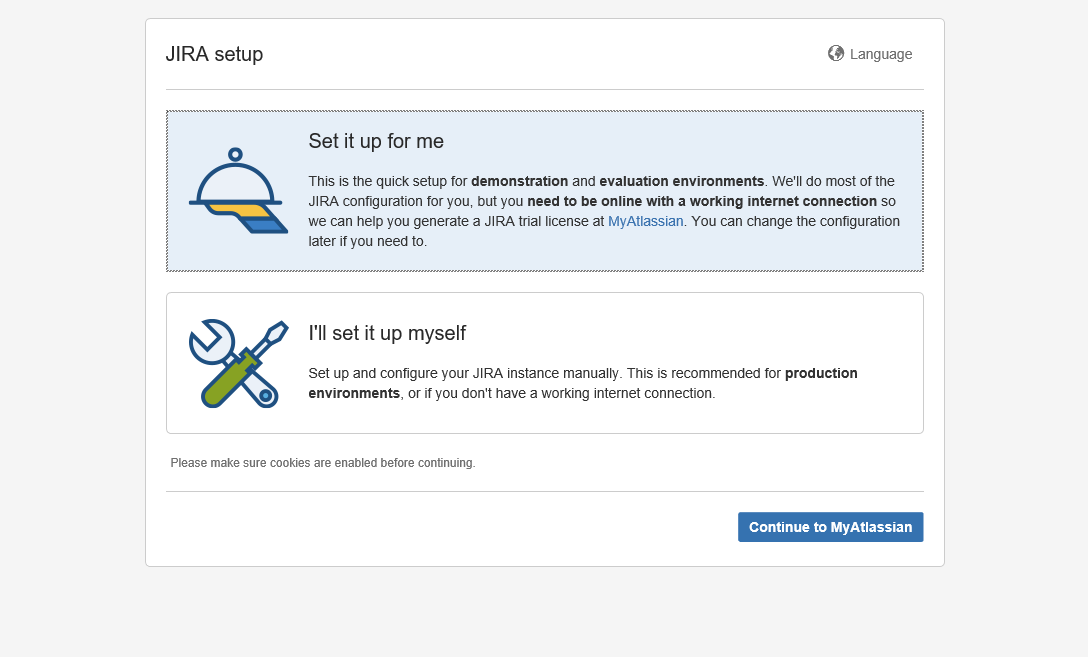 JIRA setup
Language
Set it up for me
This is the quick setup for demonstration and evaluation environments. We'll do most of the
JIRA configuration for you, but you need to be online with a working internet connection so
we can help you generate a JIRA trial license at MyAtlassian. You can change the configuration
later if you need to.
I'll set it up myself
Set up and configure your JIRA instance manually. This is recommended for production
environments, or if you don't have a working internet connection.
Please make sure cookies are enabled before continuing.
Continue to MyAtlassian